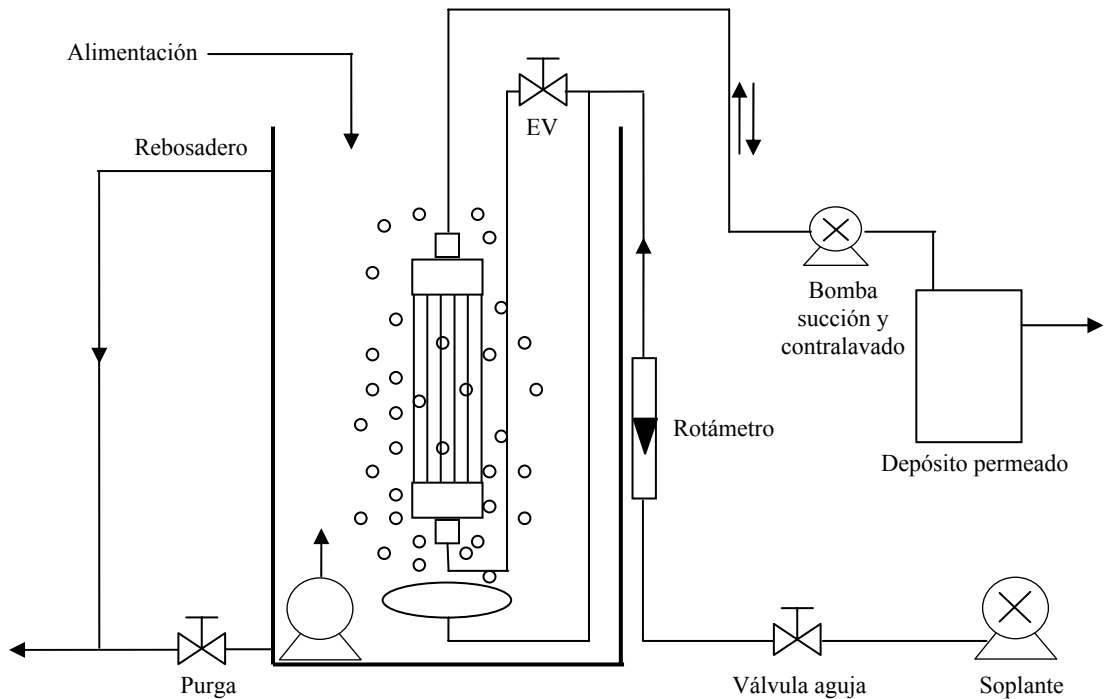 Alimentación
EV
Rebosadero
Bomba
succión y
contralavado
Rotámetro
Depósito permeado
Purga
Válvula aguja
Soplante